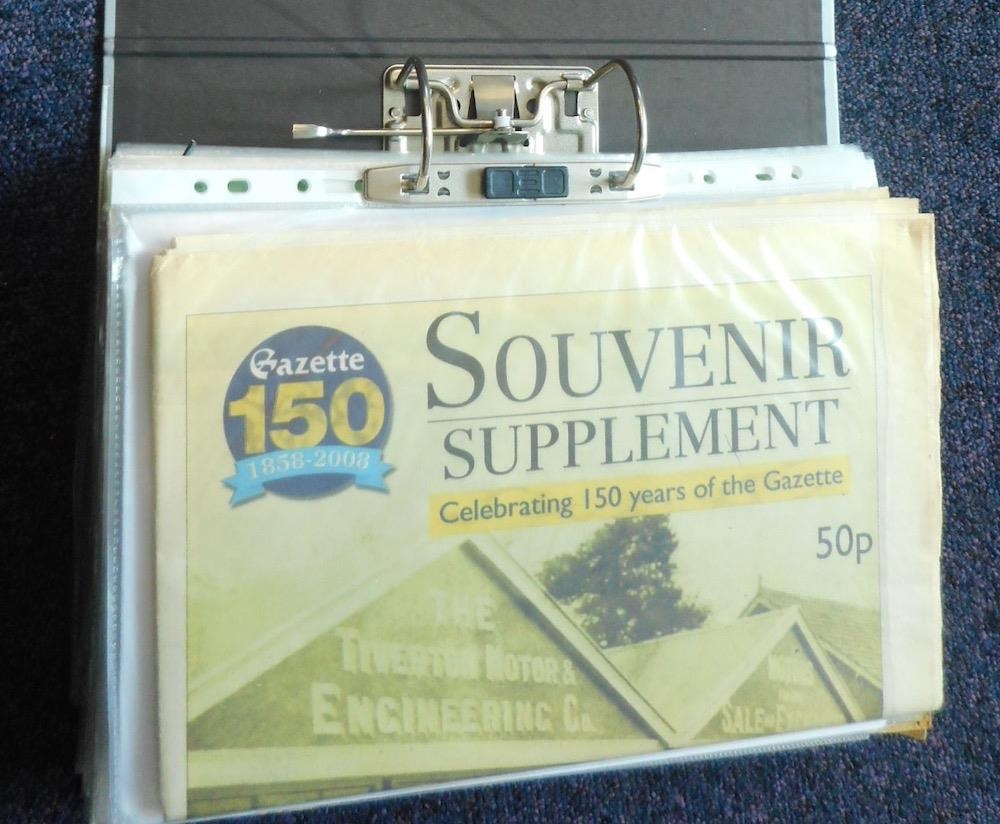 Gazette
150
1858-2008
SOUVENIR
SUPPLEMENT
Celebrating 150 years of the Gazette
50p
THE
TIVERTON MOTOR &
ENGINEERING Co.
SALE